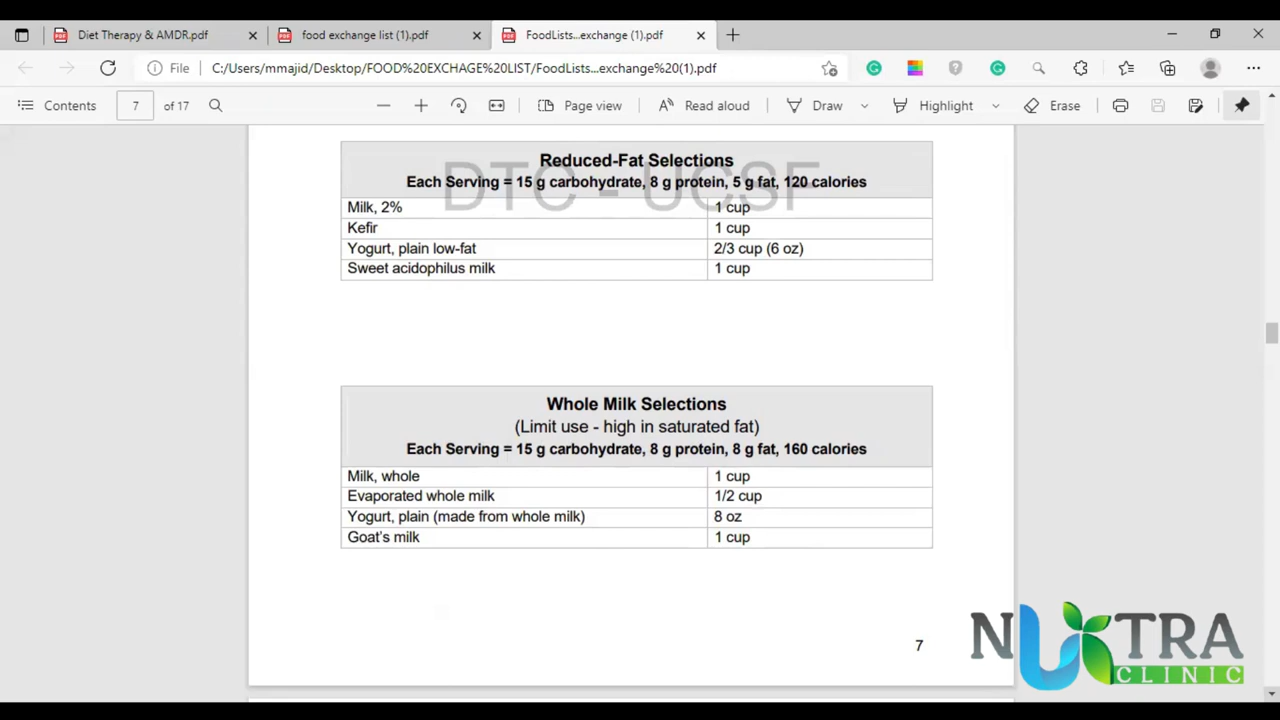 Diet Therapy & AMDR.pdf
food exchange list (1).pdf
FoodLists...exchange (1).pdf
File
C:/Users/mmajid/Desktop/FOOD%20EXCHAGE%20LIST/FoodLists...exchange%20(1).pdf
Contents
7
of 17
Page view
Read aloud
Draw
Highlight
Erase
DTC - UCSF
Reduced-Fat Selections
Each Serving = 15 g carbohydrate, 8 g protein, 5 g fat, 120 calories
Milk, 2% 1 cup
Kefir 1 cup
Yogurt, plain low-fat 2/3 cup (6 oz)
Sweet acidophilus milk 1 cup
Whole Milk Selections
(Limit use - high in saturated fat)
Each Serving = 15 g carbohydrate, 8 g protein, 8 g fat, 160 calories
Milk, whole 1 cup
Evaporated whole milk 1/2 cup
Yogurt, plain (made from whole milk) 8 oz
Goat's milk 1 cup
7
NUTRA
CLINIC